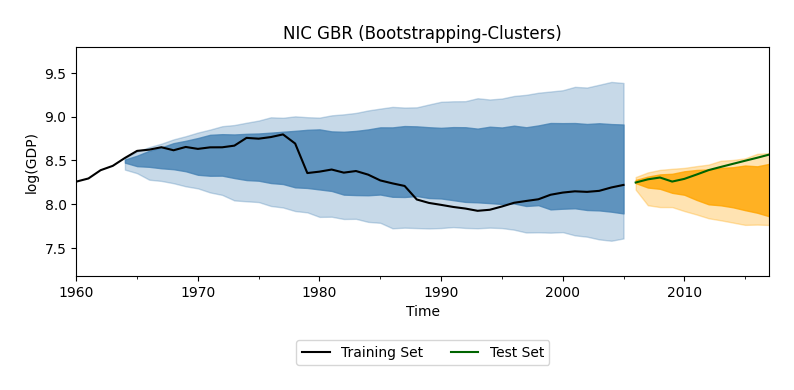 NIC GBR (Bootstrapping-Clusters)
log(GDP)
9.5
9.0
8.5
8.0
7.5
1960 1970 1980 1990 2000 2010
Time
Training Set Test Set